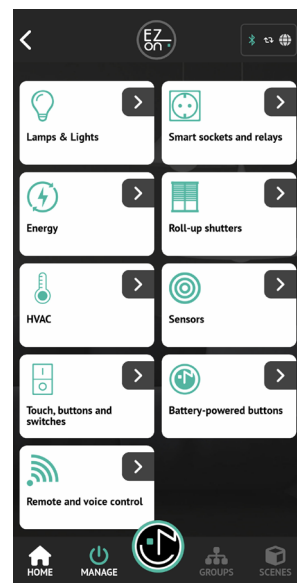 EZ
on
Lamps & Lights
Smart sockets and relays
Energy
Roll-up shutters
HVAC
Sensors
Touch, buttons and
switches
Battery-powered buttons
Remote and voice control
HOME
MANAGE
GROUPS
SCENES